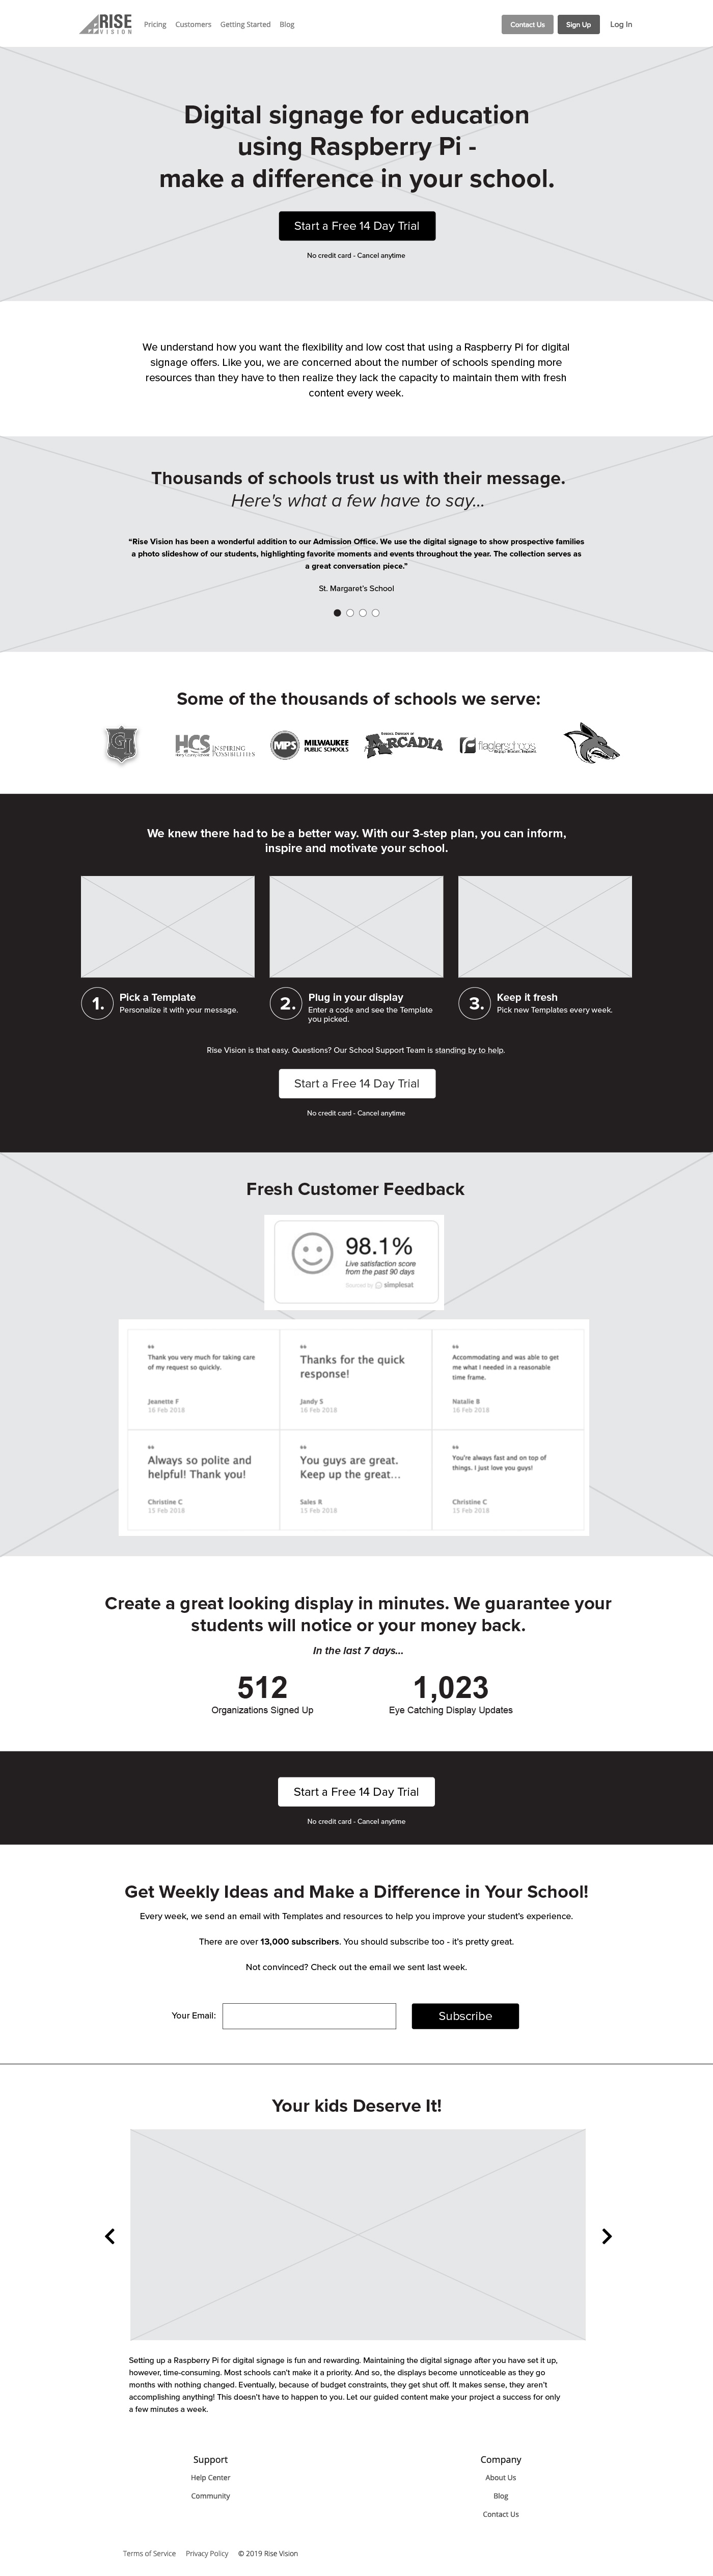 RISE
VISION
Pricing Customers Getting Started Blog
Contact Us Sign Up Log In
Digital signage for education
using Raspberry Pi -
make a difference in your school.
Start a Free 14 Day Trial
No credit card - Cancel anytime
We understand how you want the flexibility and low cost that using a Raspberry Pi for digital
signage offers. Like you, we are concerned about the number of schools spending more
resources than they have to then realize they lack the capacity to maintain them with fresh
content every week.
Thousands of schools trust us with their message.
Here's what a few have to say...
“Rise Vision has been a wonderful addition to our Admission Office. We use the digital signage to show prospective families
a photo slideshow of our students, highlighting favorite moments and events throughout the year. The collection serves as
a great conversation piece.”
St. Margaret’s School
Some of the thousands of schools we serve:
GI
HCS
INSPIRING
POSSIBILITIES
MPS
MILWAUKEE
PUBLIC SCHOOLS
SCHOOL DISTRICT OF
ARCADIA
flaglerschools
We knew there had to be a better way. With our 3-step plan, you can inform,
inspire and motivate your school.
1. Pick a Template
Personalize it with your message.
2. Plug in your display
Enter a code and see the Template
you picked.
3. Keep it fresh
Pick new Templates every week.
Rise Vision is that easy. Questions? Our School Support Team is standing by to help.
Start a Free 14 Day Trial
No credit card - Cancel anytime
Fresh Customer Feedback
98.1%
Live satisfaction score
from the past 90 days
Sourced by simplesat
“
Thank you very much for taking care
of my request so quickly.
Jeanette F
16 Feb 2018
“
Thanks for the quick
response!
Jandy S
16 Feb 2018
“
Accommodating and was able to get
me what I needed in a reasonable
time frame.
Natalie B
16 Feb 2018
“
Always so polite and
helpful! Thank you!
Christine C
15 Feb 2018
“
You guys are great.
Keep up the great...
Sales R
15 Feb 2018
“
You're always fast and on top of
things. I just love you guys!
Christine C
15 Feb 2018
Create a great looking display in minutes. We guarantee your
students will notice or your money back.
In the last 7 days...
512
Organizations Signed Up
1,023
Eye Catching Display Updates
Start a Free 14 Day Trial
No credit card - Cancel anytime
Get Weekly Ideas and Make a Difference in Your School!
Every week, we send an email with Templates and resources to help you improve your student’s experience.
There are over 13,000 subscribers. You should subscribe too - it’s pretty great.
Not convinced? Check out the email we sent last week.
Your Email:
Subscribe
Your kids Deserve It!
Setting up a Raspberry Pi for digital signage is fun and rewarding. Maintaining the digital signage after you have set it up,
however, time-consuming. Most schools can’t make it a priority. And so, the displays become unnoticeable as they go
months with nothing changed. Eventually, because of budget constraints, they get shut off. It makes sense, they aren’t
accomplishing anything! This doesn’t have to happen to you. Let our guided content make your project a success for only
a few minutes a week.
Support
Help Center
Community
Company
About Us
Blog
Contact Us
Terms of Service Privacy Policy © 2019 Rise Vision